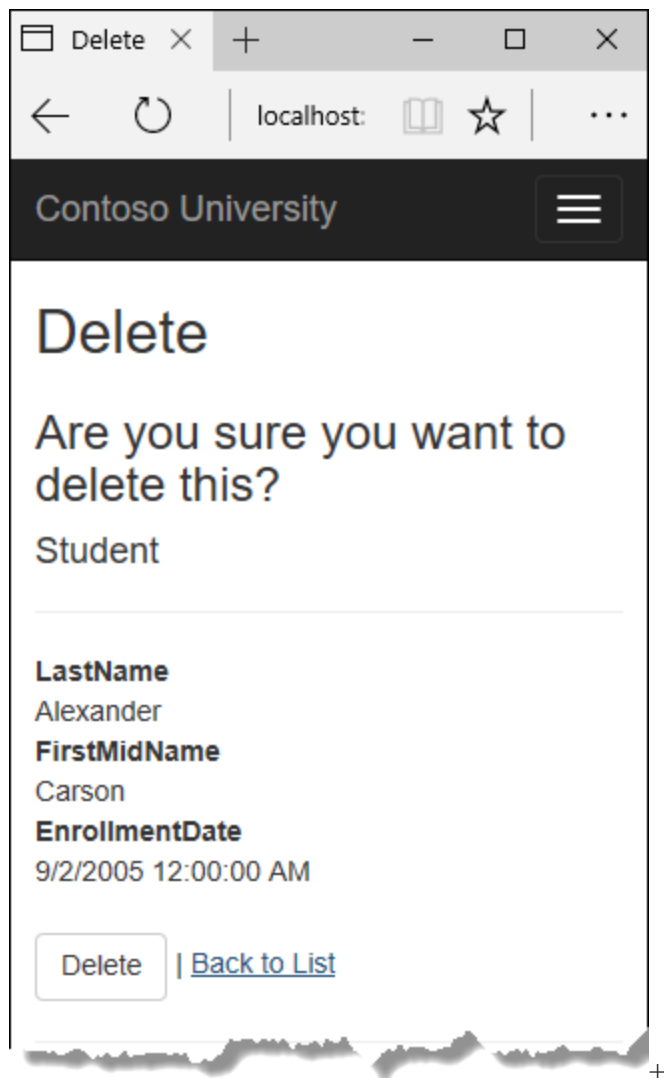 Delete
localhost:
Contoso University
Delete
Are you sure you want to
delete this?
Student
LastName
Alexander
FirstMidName
Carson
EnrollmentDate
9/2/2005 12:00:00 AM
Delete | Back to List